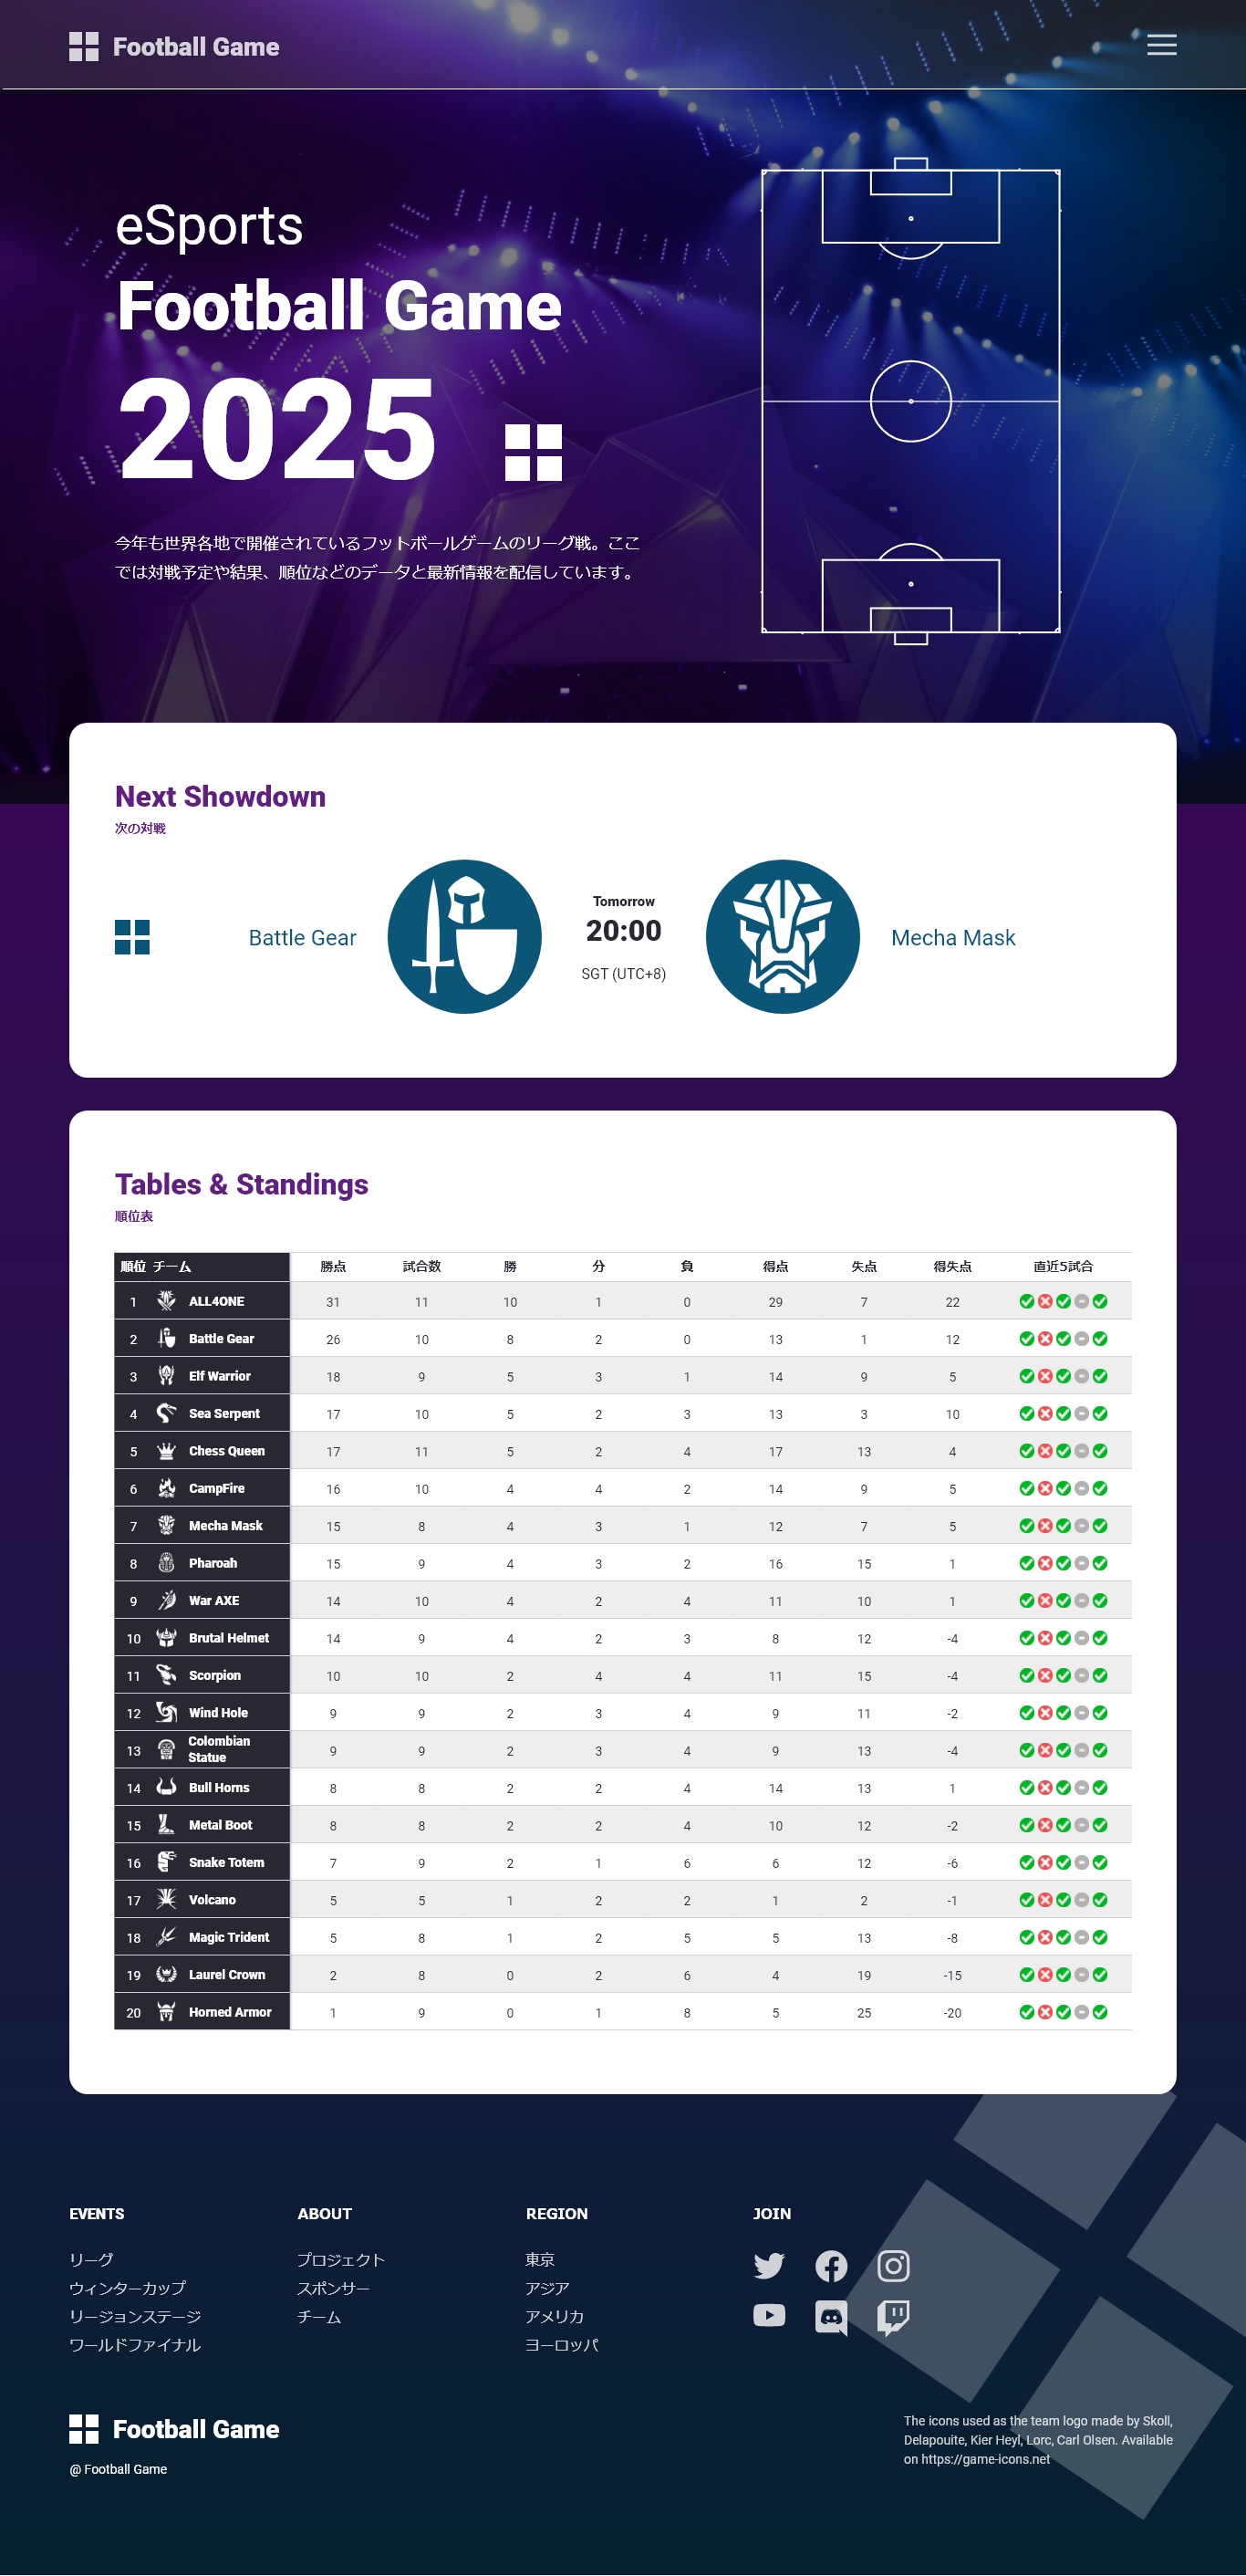 Football Game
eSports
Football Game
2025
今年も世界各地で開催されているフットボールゲームのリーグ戦。ここ
では対戦予定や結果、順位などのデータと最新情報を配信しています。
Next Showdown
次の対戦
Battle Gear
Tomorrow
20:00
SGT (UTC+8)
Mecha Mask
Tables & Standings
順位表
順位 チーム 勝点 試合数 勝 分 負 得点 失点 得失点 直近5試合
1 ALL4ONE 31 11 10 1 0 29 7 22
2 Battle Gear 26 10 8 2 0 13 1 12
3 Elf Warrior 18 9 5 3 1 14 9 5
4 Sea Serpent 17 10 5 2 3 13 3 10
5 Chess Queen 17 11 5 2 4 17 13 4
6 CampFire 16 10 4 4 2 14 9 5
7 Mecha Mask 15 8 4 3 1 12 7 5
8 Pharoah 15 9 4 3 2 16 15 1
9 War AXE 14 10 4 2 4 11 10 1
10 Brutal Helmet 14 9 4 2 3 8 12 -4
11 Scorpion 10 10 2 4 4 11 15 -4
12 Wind Hole 9 9 2 3 4 9 11 -2
13 Colombian Statue 9 9 2 3 4 9 13 -4
14 Bull Horns 8 8 2 2 4 14 13 1
15 Metal Boot 8 8 2 2 4 10 12 -2
16 Snake Totem 7 9 2 1 6 6 12 -6
17 Volcano 5 5 1 2 2 1 2 -1
18 Magic Trident 5 8 1 2 5 5 13 -8
19 Laurel Crown 2 8 0 2 6 4 19 -15
20 Horned Armor 1 9 0 1 8 5 25 -20
EVENTS
リーグ
ウィンターカップ
リージョンステージ
ワールドファイナル
ABOUT
プロジェクト
スポンサー
チーム
REGION
東京
アジア
アメリカ
ヨーロッパ
JOIN
Football Game
@ Football Game
The icons used as the team logo made by Skoll,
Delapouite, Kier Heyl, Lorc, Carl Olsen. Available
on https://game-icons.net